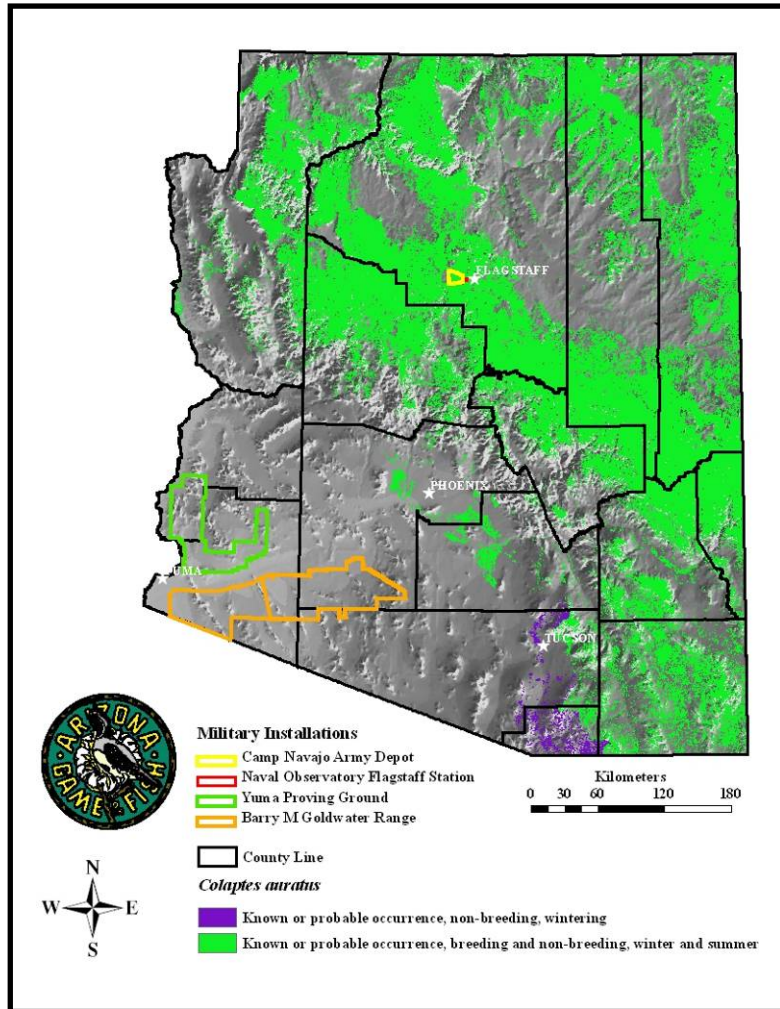 FLAGSTAFF
PHOENIX
UMA
TUCSON
ARIZONA
GAME & FISH
Military Installations
Camp Navajo Army Depot
Naval Observatory Flagstaff Station
Yuma Proving Ground
Barry M Goldwater Range
Kilometers
0 30 60 120 180
County Line
N
W E
S
Colaptes auratus
Known or probable occurrence, non-breeding, wintering
Known or probable occurrence, breeding and non-breeding, winter and summer